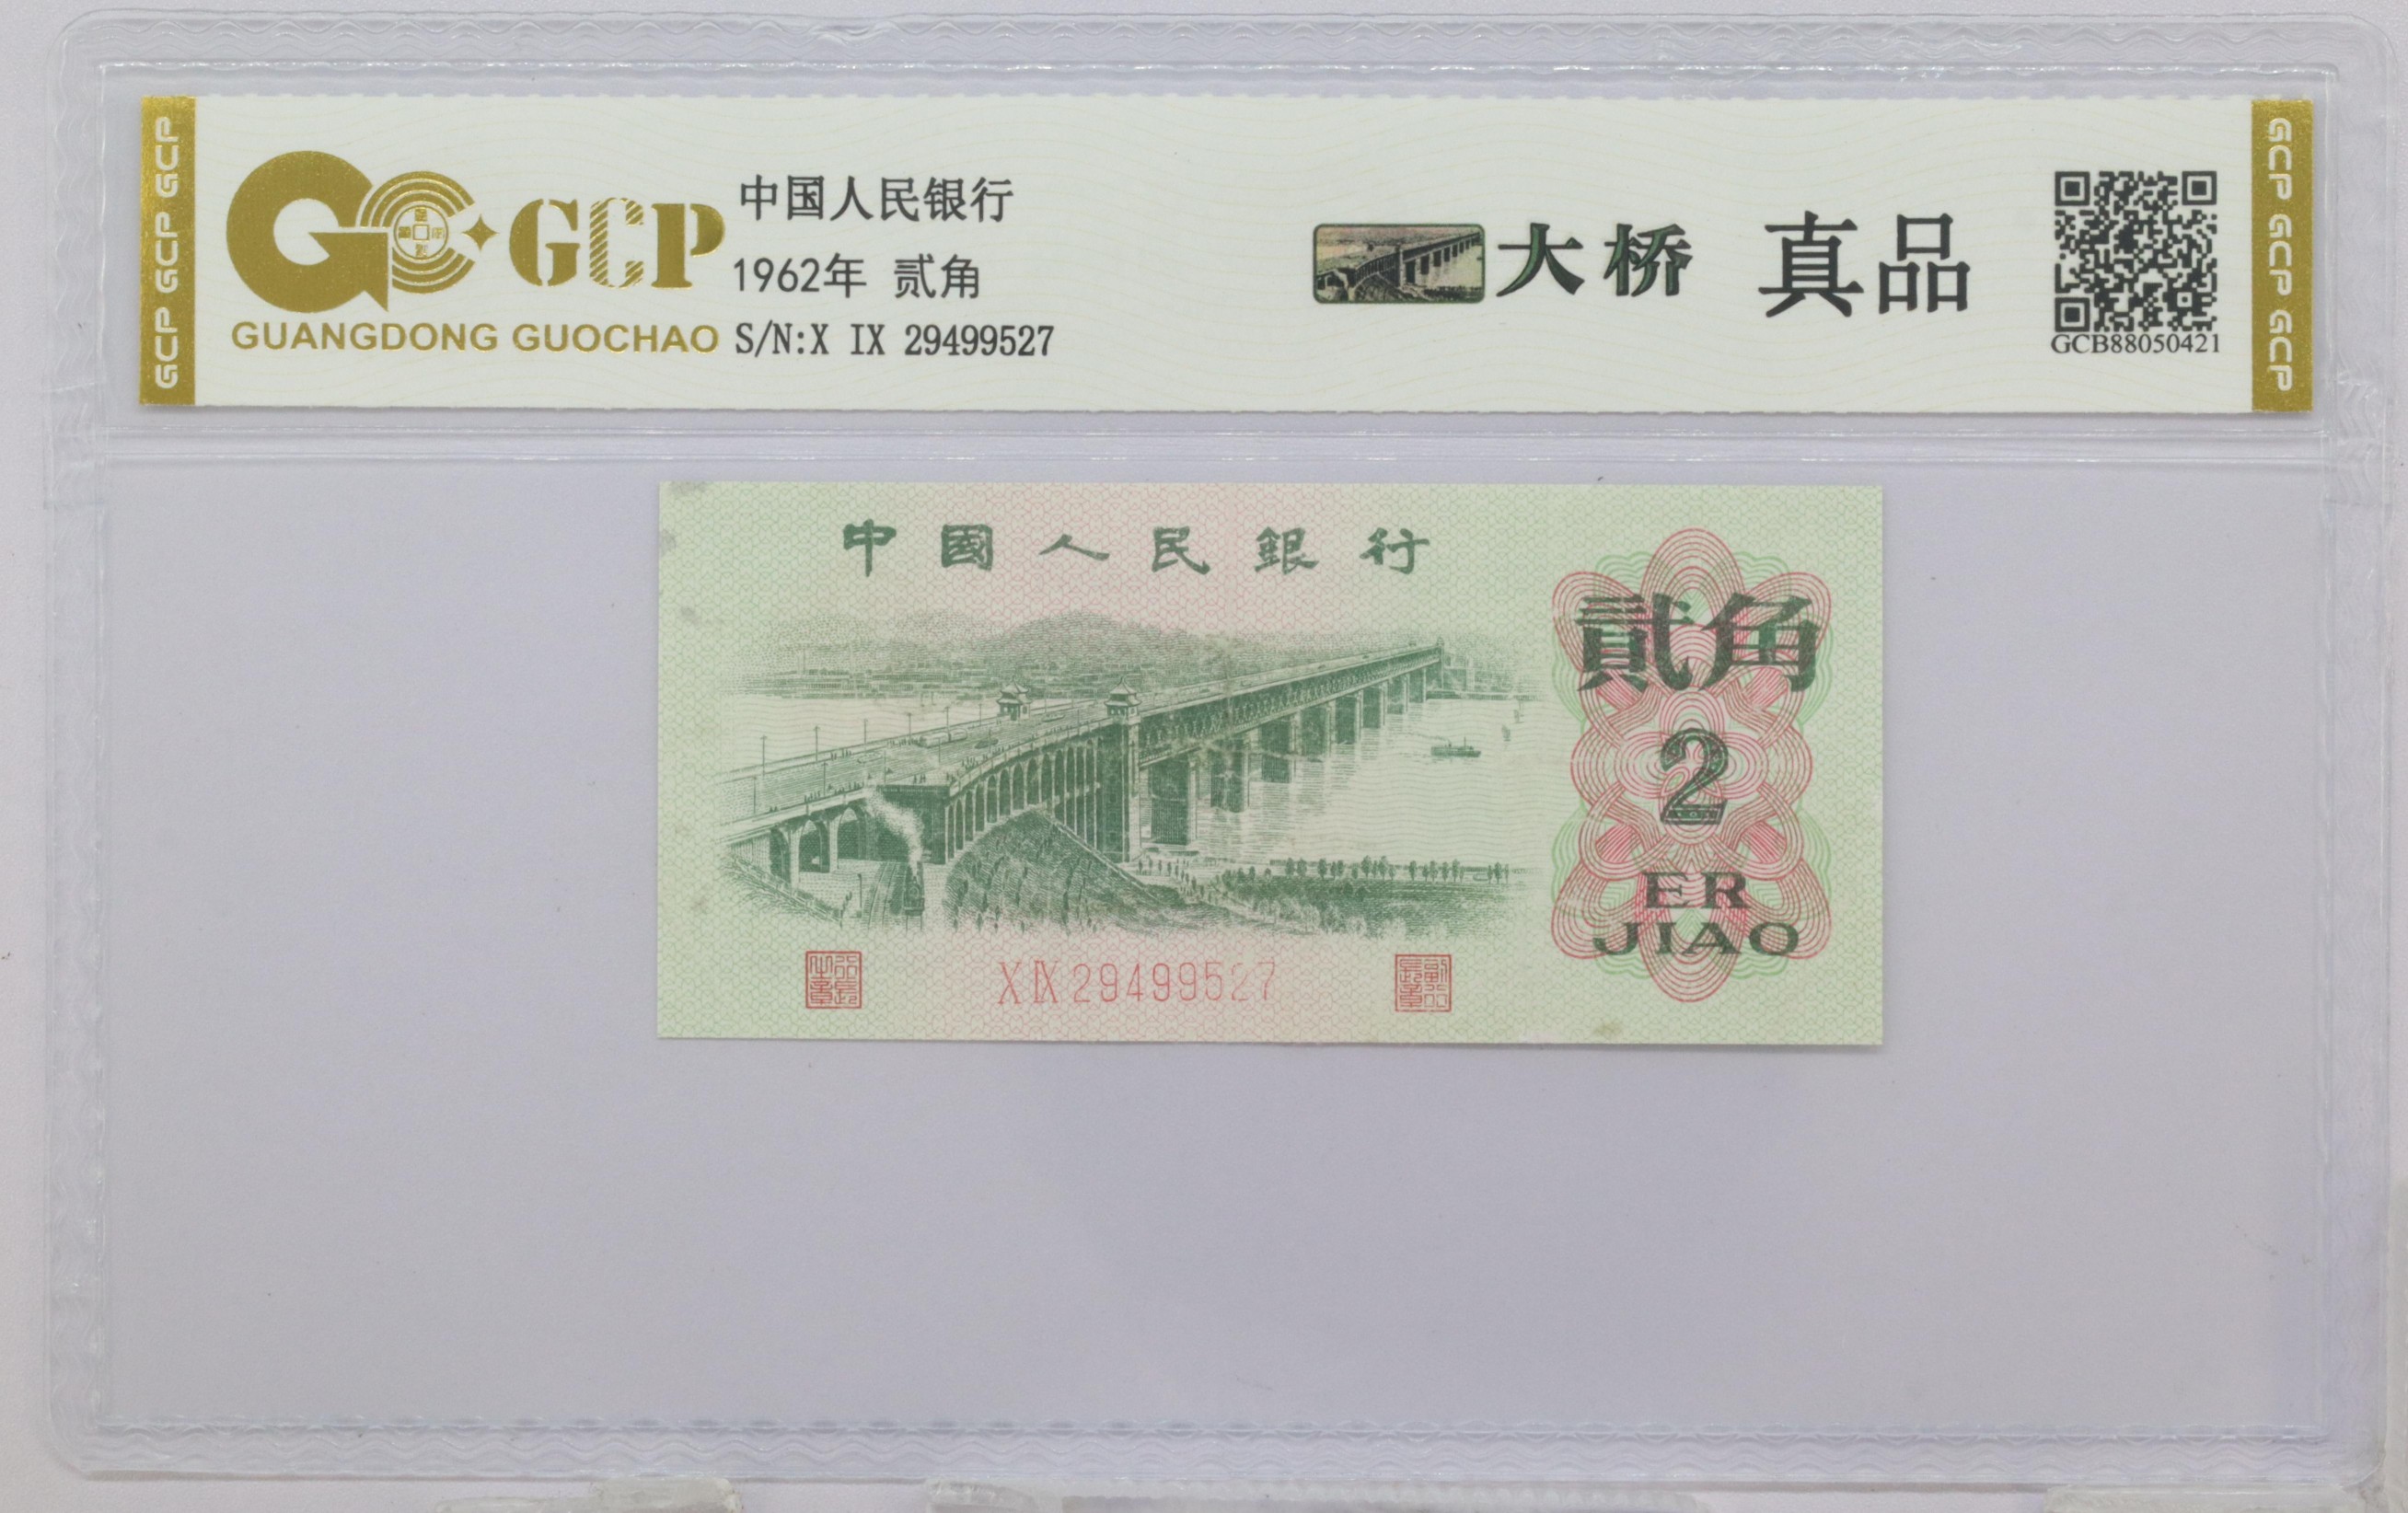 GCP GCP GCP
GCP
GUANGDONG GUOCHAO
中国人民银行
1962年 贰角
S/N:X IX 29499527
大桥
真品
GCB88050421
GCP GCP GCP
中國人民銀行
貳角
2
ER
JIAO
X IX 29499527